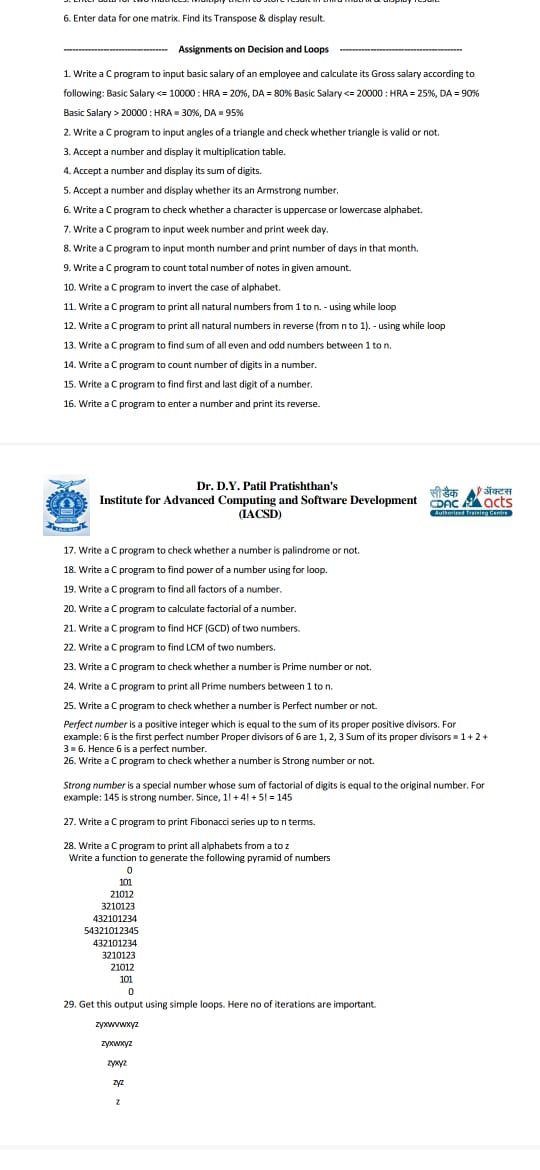 6. Enter data for one matrix. Find its Transpose & display result.
Assignments on Decision and Loops
1. Write a C program to input basic salary of an employee and calculate its Gross salary according to
following: Basic Salary <= 10000 : HRA = 20%, DA = 80% Basic Salary <= 20000 : HRA = 25%, DA = 90%
Basic Salary > 20000 : HRA = 30%, DA = 95%
2. Write a C program to input angles of a triangle and check whether triangle is valid or not.
3. Accept a number and display it multiplication table.
4. Accept a number and display its sum of digits.
5. Accept a number and display whether its an Armstrong number.
6. Write a C program to check whether a character is uppercase or lowercase alphabet.
7. Write a C program to input week number and print week day.
8. Write a C program to input month number and print number of days in that month.
9. Write a C program to count total number of notes in given amount.
10. Write a C program to invert the case of alphabet.
11. Write a C program to print all natural numbers from 1 to n. - using while loop
12. Write a C program to print all natural numbers in reverse (from n to 1). - using while loop
13. Write a C program to find sum of all even and odd numbers between 1 to n.
14. Write a C program to count number of digits in a number.
15. Write a C program to find first and last digit of a number.
16. Write a C program to enter a number and print its reverse.
Dr. D.Y. Patil Pratishthan's
Institute for Advanced Computing and Software Development
(IACSD)
सी डैक ॲक्टस
CDAC acts
Authorized Training Centre
17. Write a C program to check whether a number is palindrome or not.
18. Write a C program to find power of a number using for loop.
19. Write a C program to find all factors of a number.
20. Write a C program to calculate factorial of a number.
21. Write a C program to find HCF (GCD) of two numbers.
22. Write a C program to find LCM of two numbers.
23. Write a C program to check whether a number is Prime number or not.
24. Write a C program to print all Prime numbers between 1 to n.
25. Write a C program to check whether a number is Perfect number or not.
Perfect number is a positive integer which is equal to the sum of its proper positive divisors. For
example: 6 is the first perfect number Proper divisors of 6 are 1, 2, 3 Sum of its proper divisors = 1 + 2 +
3 = 6. Hence 6 is a perfect number.
26. Write a C program to check whether a number is Strong number or not.
Strong number is a special number whose sum of factorial of digits is equal to the original number. For
example: 145 is strong number. Since, 1! + 4! + 5! = 145
27. Write a C program to print Fibonacci series up to n terms.
28. Write a C program to print all alphabets from a to z
Write a function to generate the following pyramid of numbers
0
101
21012
3210123
432101234
54321012345
432101234
3210123
21012
101
0
29. Get this output using simple loops. Here no of iterations are important.
zyxwvwxyz
zyxwxyz
zyxyz
zyz
z